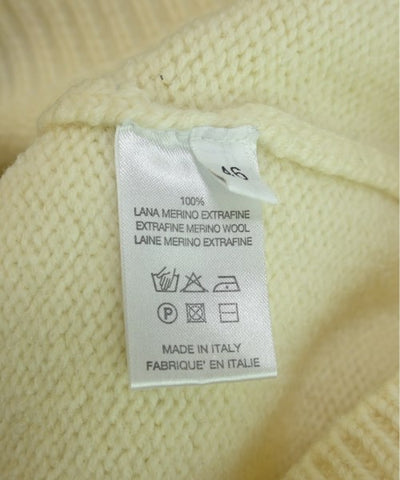 46
100%
LANA MERINO EXTRAFINE
EXTRAFINE MERINO WOOL
LAINE MERINO EXTRAFINE
P
MADE IN ITALY
FABRIQUE' EN ITALIE